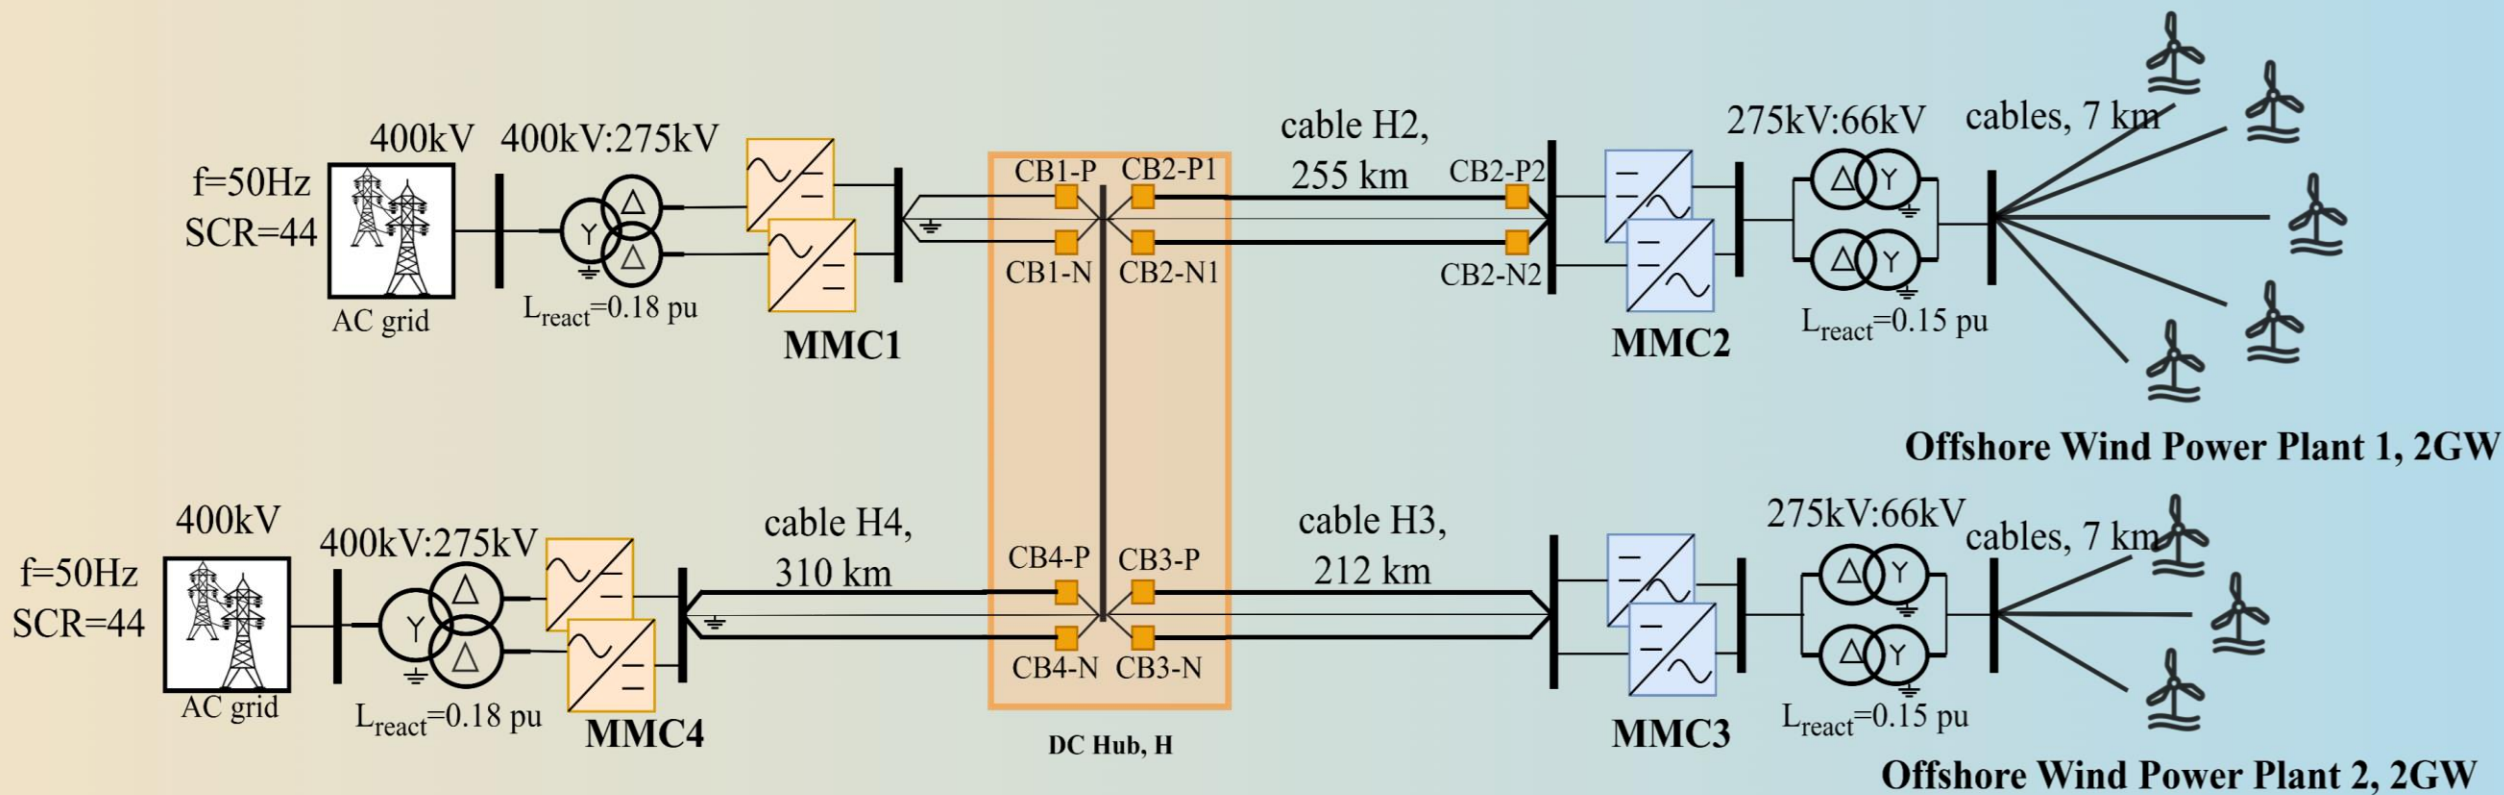 400kV
400kV:275kV
f=50Hz
SCR=44
AC grid
Y
Δ
Δ
Lreact=0.18 pu
MMC1
CB1-P
CB2-P1
CB1-N
CB2-N1
cable H2,
255 km
CB2-P2
CB2-N2
MMC2
275kV:66kV
Δ Y
Δ Y
Lreact=0.15 pu
cables, 7 km
Offshore Wind Power Plant 1, 2GW
400kV
400kV:275kV
f=50Hz
SCR=44
AC grid
Y
Δ
Δ
Lreact=0.18 pu
MMC4
cable H4,
310 km
CB4-P
CB3-P
CB4-N
CB3-N
DC Hub, H
cable H3,
212 km
MMC3
275kV:66kV
Δ Y
Δ Y
Lreact=0.15 pu
cables, 7 km
Offshore Wind Power Plant 2, 2GW